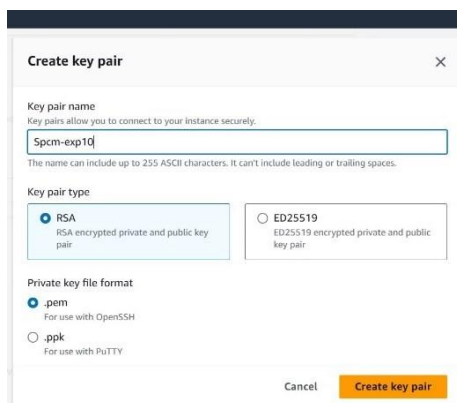 Create key pair
Key pair name
Key pairs allow you to connect to your instance securely.
Spcm-exp10
The name can include up to 255 ASCII characters. It can't include leading or trailing spaces.
Key pair type
RSA
RSA encrypted private and public key
pair
ED25519
ED25519 encrypted private and public
key pair
Private key file format
.pem
For use with OpenSSH
.ppk
For use with PuTTY
Cancel
Create key pair